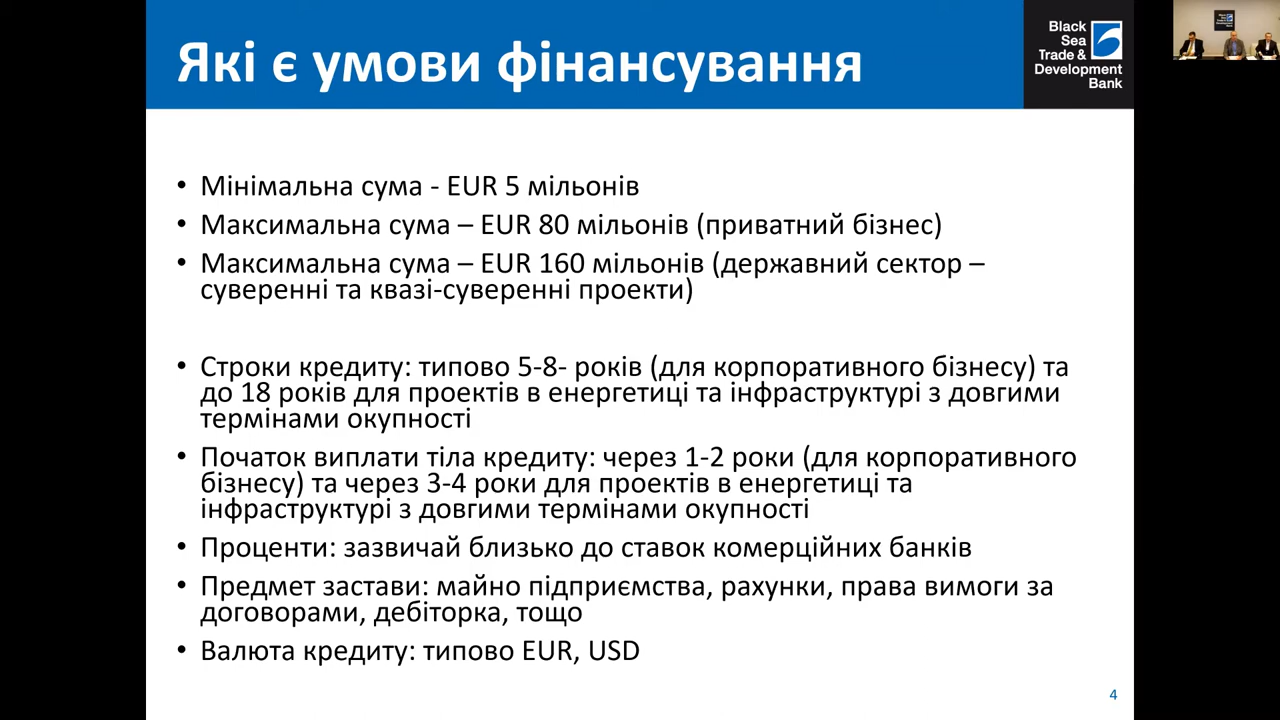 Які є умови фінансування
Black
Sea
Trade &
Development
Bank
• Мінімальна сума - EUR 5 мільонів
• Максимальна сума – EUR 80 мільонів (приватний бізнес)
• Максимальна сума – EUR 160 мільонів (державний сектор –
суверенні та квазі-суверенні проекти)
• Строки кредиту: типово 5-8- років (для корпоративного бізнесу) та
до 18 років для проектів в енергетиці та інфраструктурі з довгими
термінами окупності
• Початок виплати тіла кредиту: через 1-2 роки (для корпоративного
бізнесу) та через 3-4 роки для проектів в енергетиці та
інфраструктурі з довгими термінами окупності
• Проценти: зазвичай близько до ставок комерційних банків
• Предмет застави: майно підприємства, рахунки, права вимоги за
договорами, дебіторка, тощо
• Валюта кредиту: типово EUR, USD
4